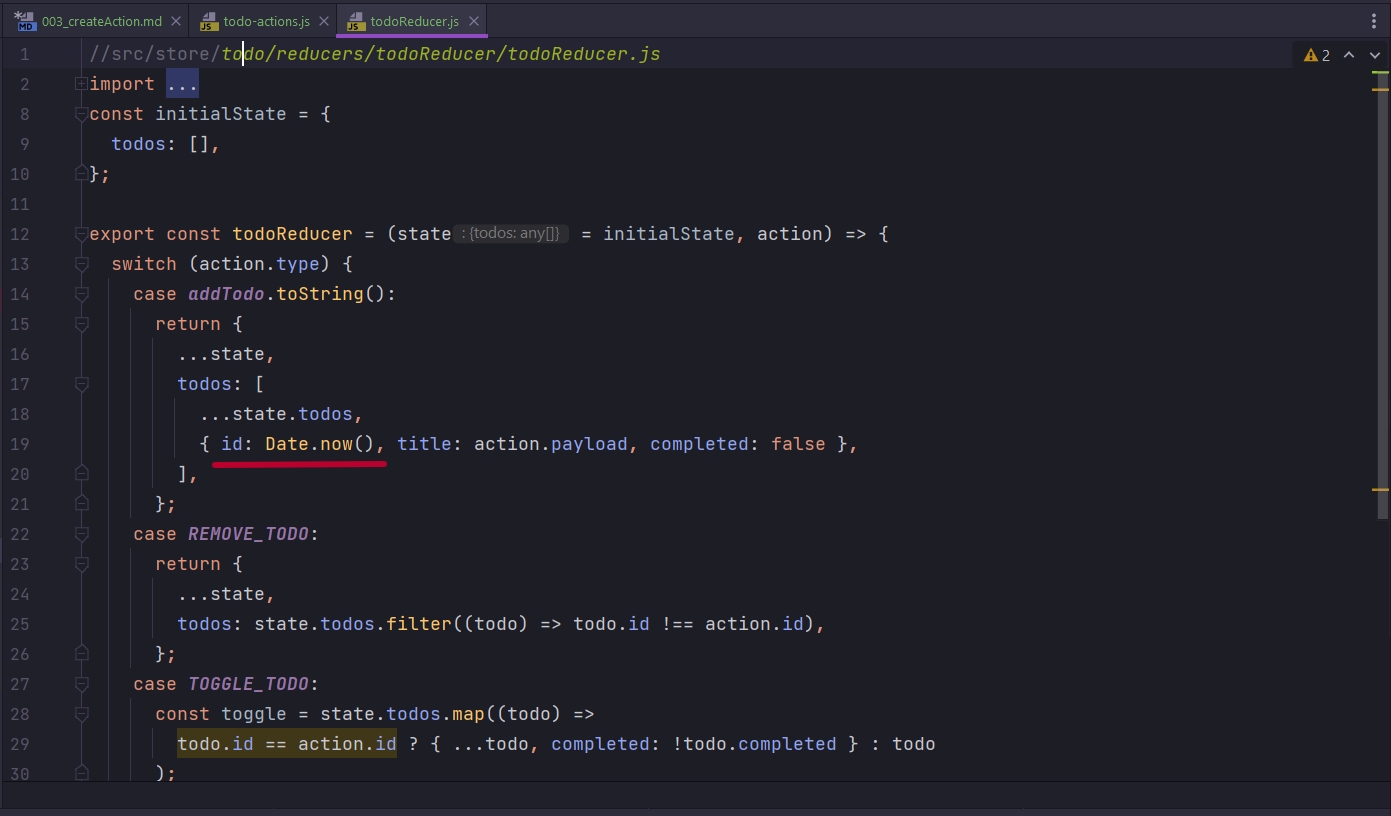 003_createAction.md todo-actions.js todoReducer.js
1 //src/store/todo/reducers/todoReducer/todoReducer.js 2
2 import ...
8 const initialState = {
9 todos: [],
10 };
11
12 export const todoReducer = (state : {todos: any[]} = initialState, action) => {
13 switch (action.type) {
14 case addTodo.toString():
15 return {
16 ...state,
17 todos: [
18 ...state.todos,
19 { id: Date.now(), title: action.payload, completed: false },
20 ],
21 };
22 case REMOVE_TODO:
23 return {
24 ...state,
25 todos: state.todos.filter((todo) => todo.id !== action.id),
26 };
27 case TOGGLE_TODO:
28 const toggle = state.todos.map((todo) =>
29 todo.id == action.id ? { ...todo, completed: !todo.completed } : todo
30 );